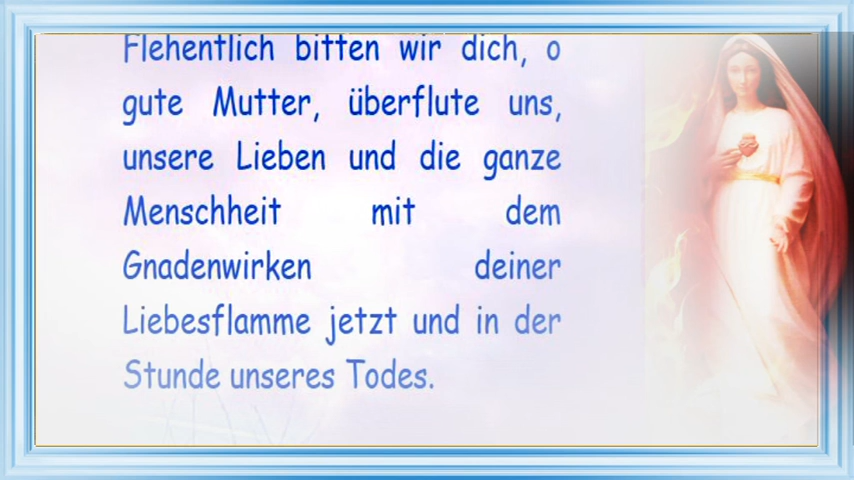 Flehentlich bitten wir dich, o
gute Mutter, überflute uns,
unsere Lieben und die ganze
Menschheit mit dem
Gnadenwirken deiner
Liebesflamme jetzt und in der
Stunde unseres Todes.